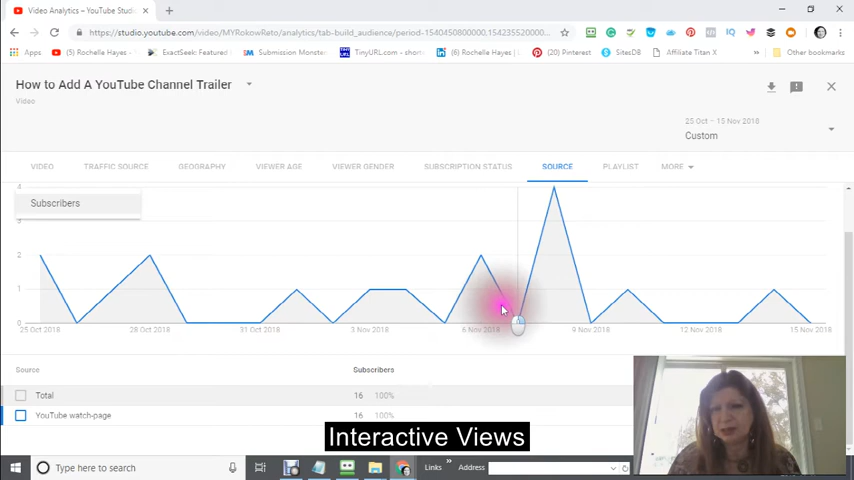 Video Analytics – YouTube Studi
https://studio.youtube.com/video/MYRokowReto/analytics/tab-build_audience/period-1540450800000,154235520000
Apps (5) Rochelle Hayes - ExactSeek: Featured Submission Monster TinyURL.com - short (6) Rochelle Hayes | (20) Pinterest SitesDB Affiliate Titan X Other bookmarks
How to Add A YouTube Channel Trailer
Video
25 Oct – 15 Nov 2018
Custom
VIDEO TRAFFIC SOURCE GEOGRAPHY VIEWER AGE VIEWER GENDER SUBSCRIPTION STATUS SOURCE PLAYLIST MORE
4
Subscribers
3
2
1
0
25 Oct 2018 28 Oct 2018 31 Oct 2018 3 Nov 2018 6 Nov 2018 9 Nov 2018 12 Nov 2018 15 Nov 2018
Source Subscribers
Total 16 100%
YouTube watch-page 16 100%
Interactive Views
Type here to search Links Address